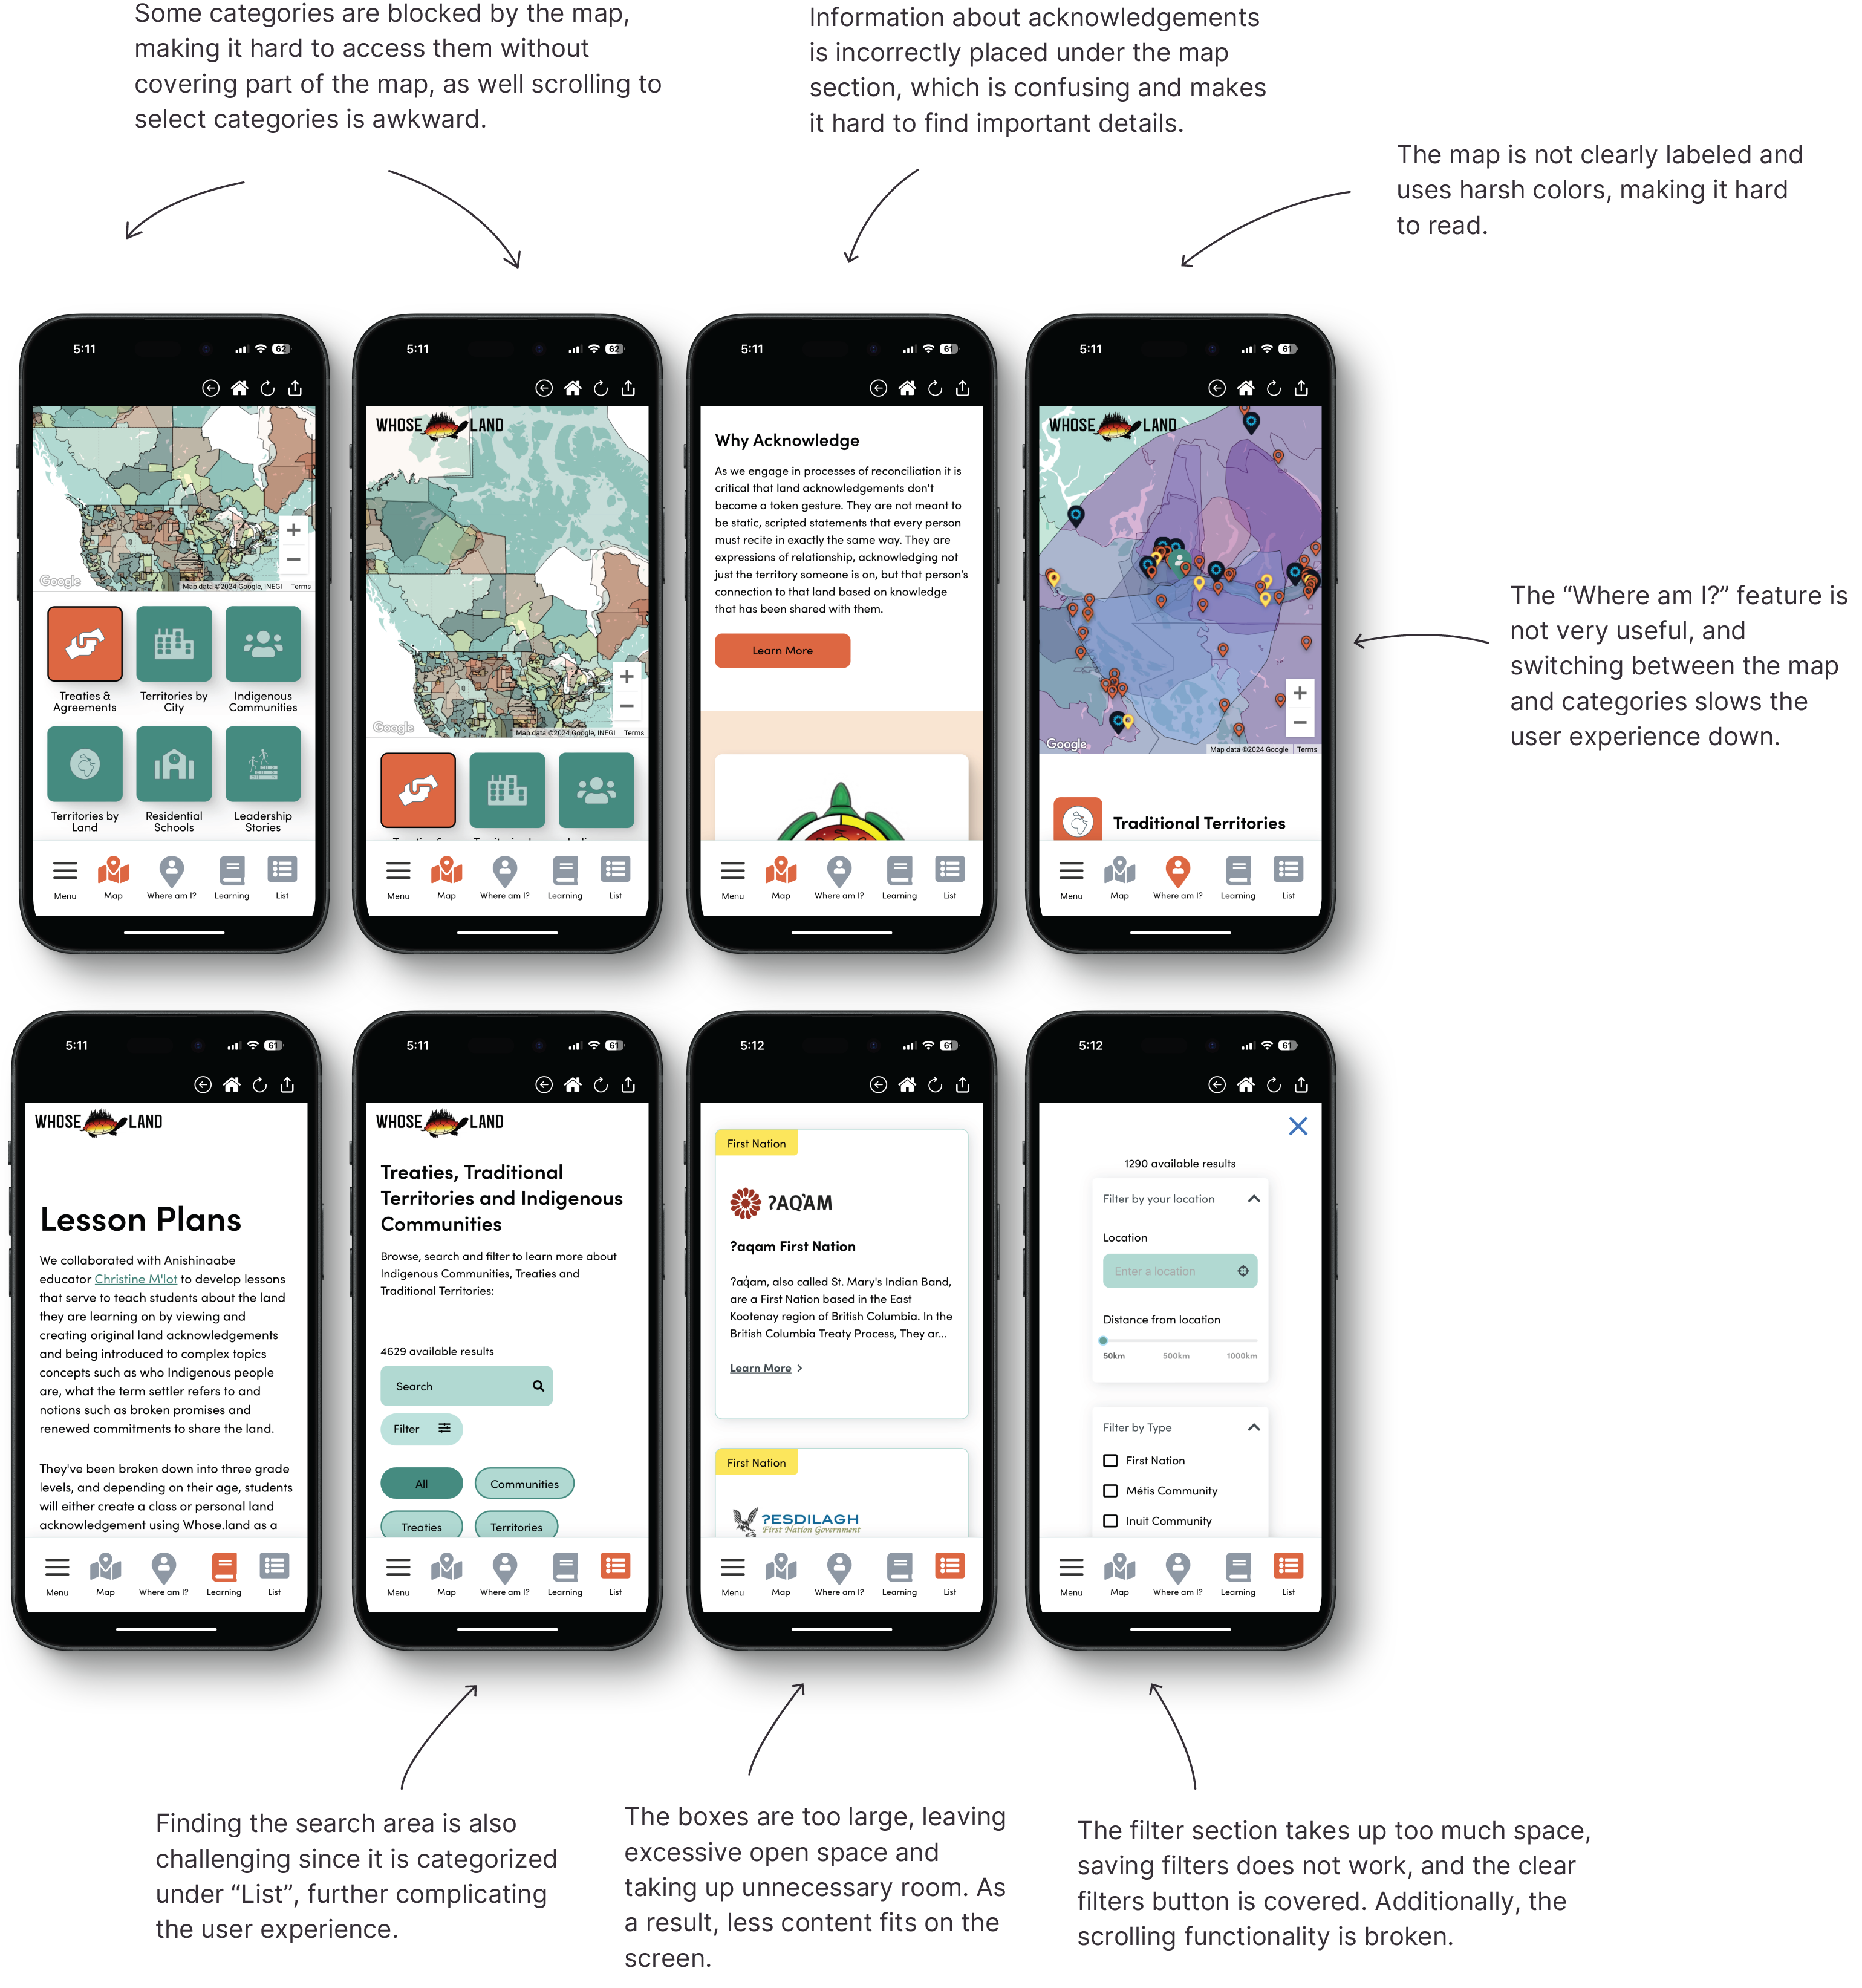 Some categories are blocked by the map,
making it hard to access them without
covering part of the map, as well scrolling to
select categories is awkward.
Information about acknowledgements
is incorrectly placed under the map
section, which is confusing and makes
it hard to find important details.
The map is not clearly labeled and
uses harsh colors, making it hard
to read.
The “Where am I?” feature is
not very useful, and
switching between the map
and categories slows the
user experience down.
5:11
62
Google
Map data ©2024 Google, INEGI Terms
Treaties &
Agreements
Territories by
City
Indigenous
Communities
Territories by
Land
Residential
Schools
Leadership
Stories
Menu Map Where am I? Learning List
5:11
62
WHOSE LAND
Google
Map data ©2024 Google, INEGI Terms
Menu Map Where am I? Learning List
5:11
61
Why Acknowledge
As we engage in processes of reconciliation it is
critical that land acknowledgements don't
become a token gesture. They are not meant to
be static, scripted statements that every person
must recite in exactly the same way. They are
expressions of relationship, acknowledging not
just the territory someone is on, but that person's
connection to that land based on knowledge
that has been shared with them.
Learn More
Menu Map Where am I? Learning List
5:11
61
WHOSE LAND
Google
Map data ©2024 Google Terms
Traditional Territories
Menu Map Where am I? Learning List
5:11
61
WHOSE LAND
Lesson Plans
We collaborated with Anishinaabe
educator Christine M'lot to develop lessons
that serve to teach students about the land
they are learning on by viewing and
creating original land acknowledgements
and being introduced to complex topics
concepts such as who Indigenous people
are, what the term settler refers to and
notions such as broken promises and
renewed commitments to share the land.
They've been broken down into three grade
levels, and depending on their age, students
will either create a class or personal land
acknowledgement using Whose.land as a
Menu Map Where am I? Learning List
5:11
61
WHOSE LAND
Treaties, Traditional
Territories and Indigenous
Communities
Browse, search and filter to learn more about
Indigenous Communities, Treaties and
Traditional Territories:
4629 available results
Search
Filter
All Communities
Treaties Territories
Menu Map Where am I? Learning List
5:12
61
First Nation
ʔAQ̓AM
?aqam First Nation
ʔaq̓am, also called St. Mary's Indian Band,
are a First Nation based in the East
Kootenay region of British Columbia. In the
British Columbia Treaty Process, They ar...
Learn More >
First Nation
ʔESDILAGH
First Nation Government
Menu Map Where am I? Learning List
5:12
61
1290 available results
Filter by your location
Location
Enter a location
Distance from location
50km 500km 1000km
Filter by Type
First Nation
Métis Community
Inuit Community
Menu Map Where am I? Learning List
Finding the search area is also
challenging since it is categorized
under “List”, further complicating
the user experience.
The boxes are too large, leaving
excessive open space and
taking up unnecessary room. As
a result, less content fits on the
screen.
The filter section takes up too much space,
saving filters does not work, and the clear
filters button is covered. Additionally, the
scrolling functionality is broken.